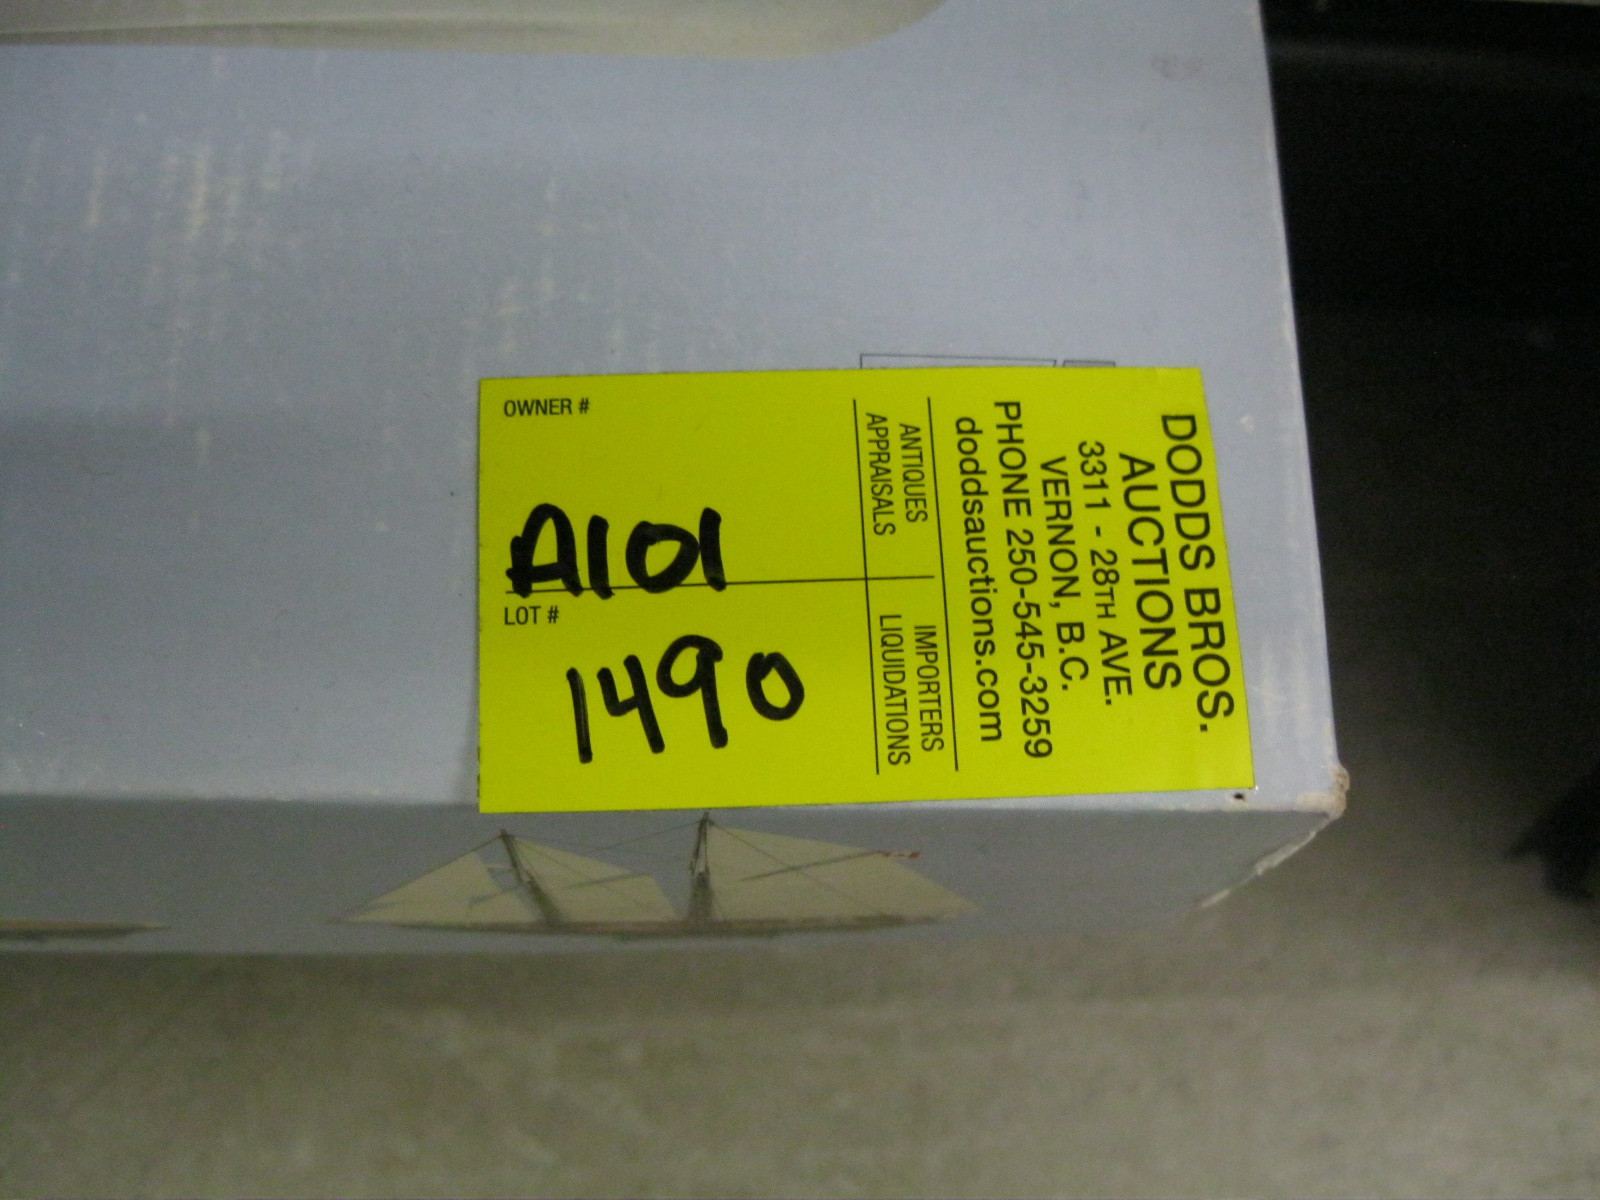 OWNER #
A101
LOT #
1490
ANTIQUES
APPRAISALS
IMPORTERS
LIQUIDATIONS
DODDS BROS.
AUCTIONS
3311 - 28TH AVE.
VERNON, B.C.
PHONE 250-545-3259
doddsauctions.com